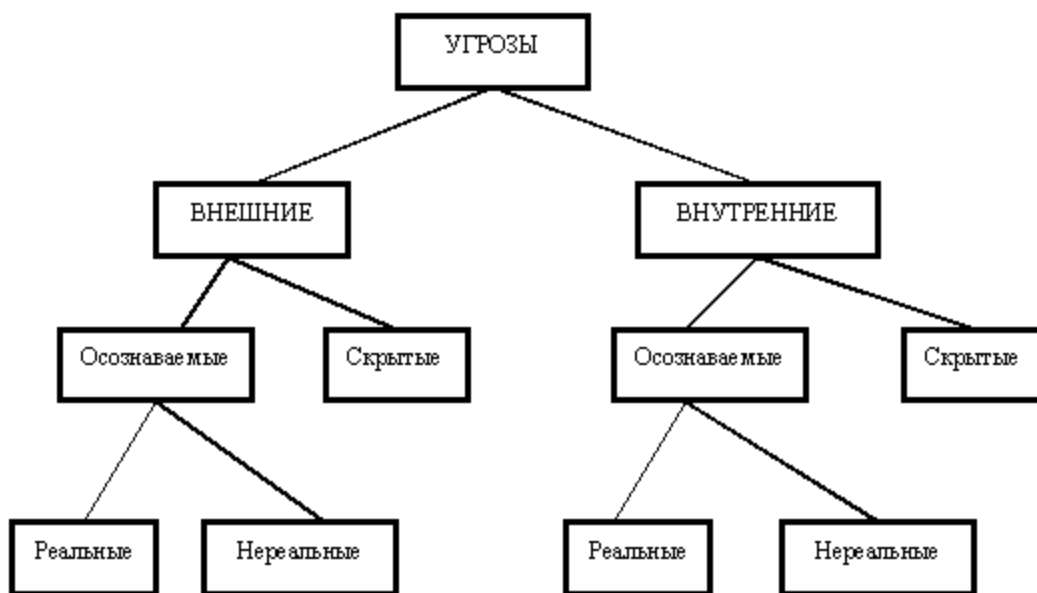 УГРОЗЫ
ВНЕШНИЕ
ВНУТРЕННИЕ
Осознаваемые
Скрытые
Осознаваемые
Скрытые
Реальные
Нереальные
Реальные
Нереальные